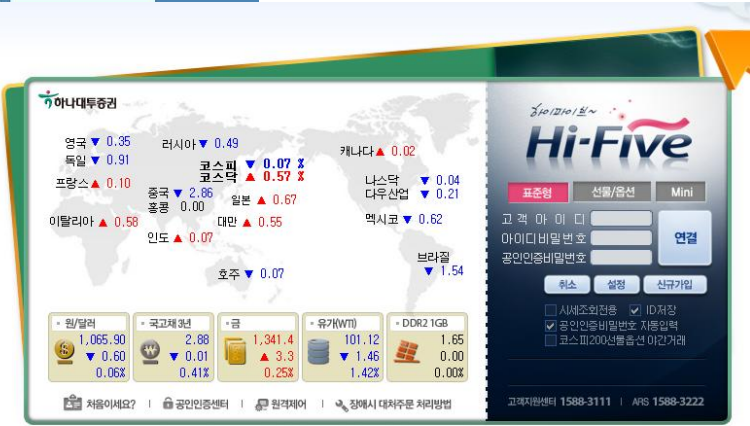 하나대투증권
영국 ▼ 0.35
러시아 ▼ 0.49
캐나다 ▲ 0.02
독일 ▼ 0.91
코스피 ▼ 0.07 %
코스닥 ▲ 0.57 %
프랑스 ▲ 0.10
중국 ▼ 2.86
홍콩 0.00
일본 ▲ 0.67
나스닥 ▼ 0.04
다우산업 ▼ 0.21
이탈리아 ▲ 0.58
대만 ▲ 0.55
멕시코 ▼ 0.62
인도 ▲ 0.07
브라질
▼ 1.54
호주 ▼ 0.07
원/달러
1,065.90
▼ 0.60
0.06%
국고채 3년
2.88
▼ 0.01
0.41%
금
1,341.4
▲ 3.3
0.25%
유가(WTI)
101.12
▼ 1.46
1.42%
DDR2 1GB
1.65
0.00
0.00%
처음이세요? | 공인인증센터 | 원격제어 | 장애시 대처주문 처리방법
하이파이브~
Hi-Five
표준형 선물/옵션 Mini
고객아이디
아이디비밀번호
공인인증비밀번호
연결
취소 설정 신규가입
시세조회전용 ID저장
공인인증비밀번호 자동입력
코스피200선물옵션 야간거래
고객지원센터 1588-3111 | ARS 1588-3222